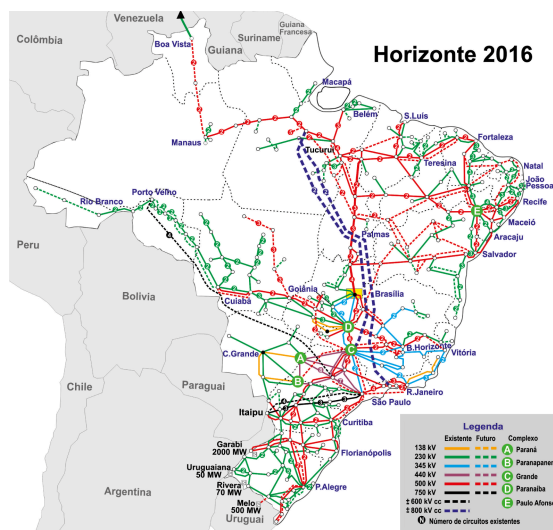 Venezuela
Guiana
Francesa
Suriname
Colômbia
Guiana
Boa Vista
Horizonte 2016
Macapá
Belém
S.Luis
Fortaleza
Manaus
Tucuruí
Teresina
Natal
João
Pessoa
Recife
Porto Velho
Rio Branco
E
Maceió
Aracaju
Palmas
Salvador
Peru
Bolívia
Goiânia
Brasília
Cuiabá
D
C.Grande
A
C
B.Horizonte
Vitória
B
Chile
Paraguai
R.Janeiro
São Paulo
Itaipu
Curitiba
Garabi
2000 MW
Florianópolis
Uruguaiana
50 MW
Rivera
70 MW
P.Alegre
Melo
500 MW
Argentina
Uruguai
Legenda
Existente Futuro Complexo
138 kV A Paraná
230 kV B Paranapanema
345 kV C Grande
440 kV
500 kV D Paranaiba
750 kV
± 600 kV cc E Paulo Afonso
± 800 kV cc
N Número de circuitos existentes